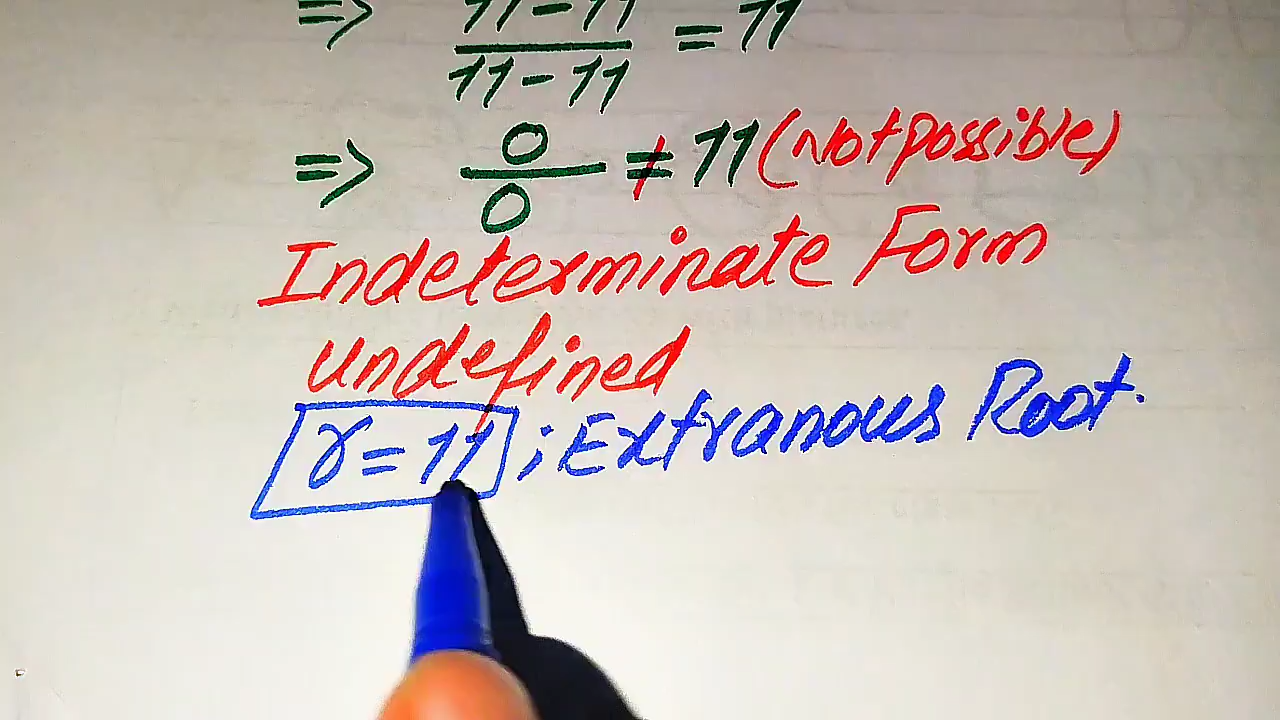 => 11-11/11-11 = 11
=> 0/0 ≠ 11 (Not possible)
Indeterminate Form
undefined
r = 11 ; Extranous Root.